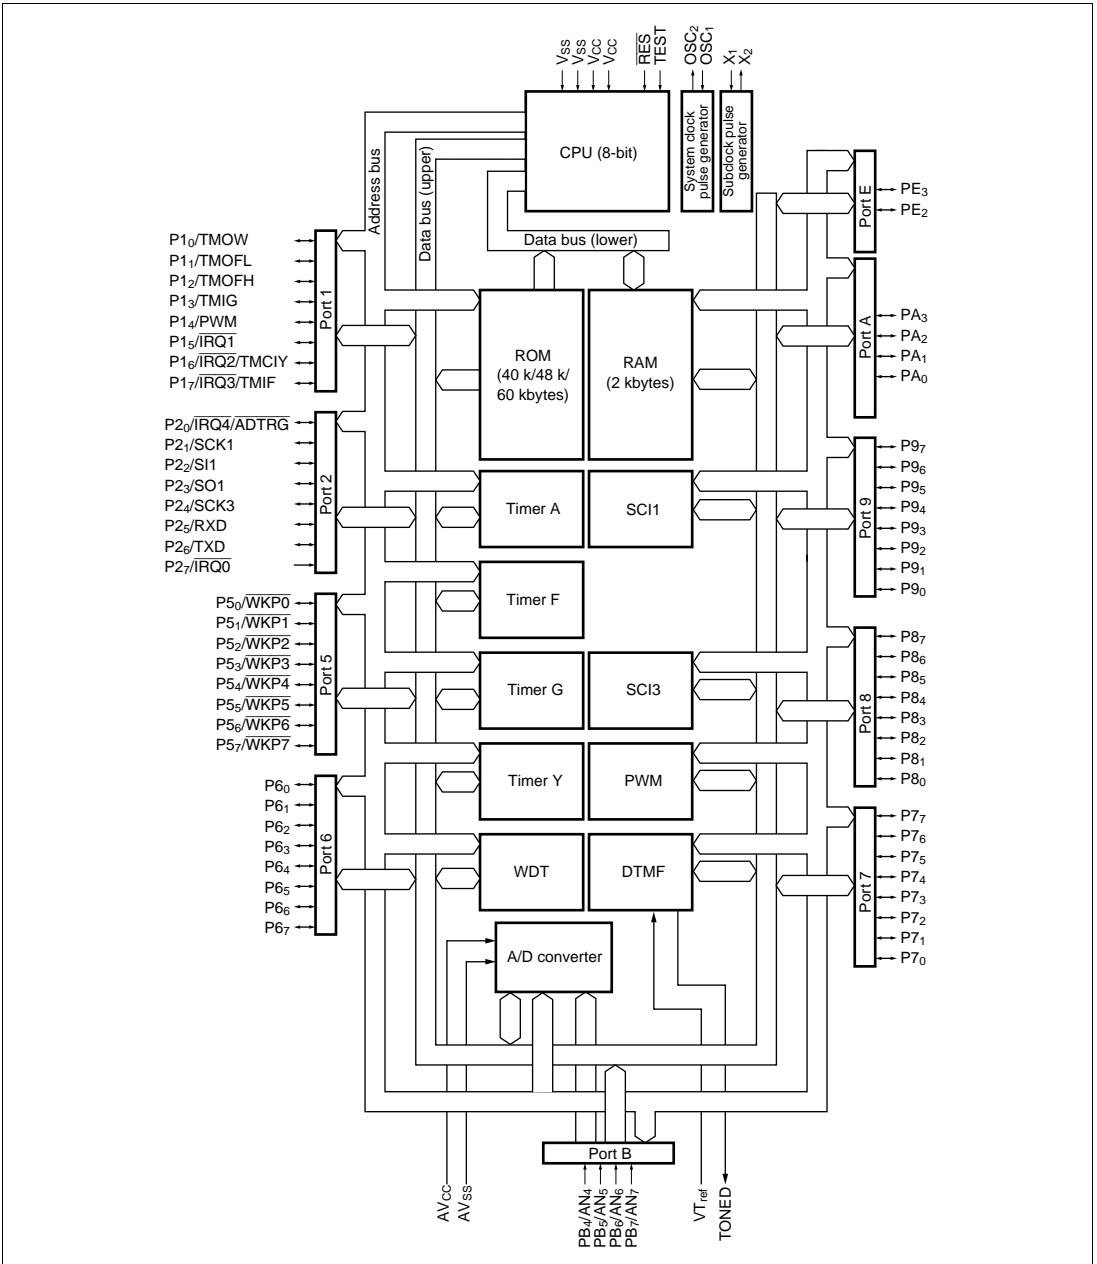 VSS
VSS
VCC
VCC
RES
TEST
OSC2
OSC1
X1
X2
CPU (8-bit)
System clock
pulse generator
Subclock pulse
generator
Address bus
Data bus (upper)
Data bus (lower)
P10/TMOW
P11/TMOFL
P12/TMOFH
P13/TMIG
P14/PWM
P15/IRQ1
P16/IRQ2/TMCIY
P17/IRQ3/TMIF
Port 1
P20/IRQ4/ADTRG
P21/SCK1
P22/SI1
P23/SO1
P24/SCK3
P25/RXD
P26/TXD
P27/IRQ0
Port 2
P50/WKP0
P51/WKP1
P52/WKP2
P53/WKP3
P54/WKP4
P55/WKP5
P56/WKP6
P57/WKP7
Port 5
P60
P61
P62
P63
P64
P65
P66
P67
Port 6
ROM
(40 k/48 k/
60 kbytes)
RAM
(2 kbytes)
Timer A
SCI1
Timer F
Timer G
SCI3
Timer Y
PWM
WDT
DTMF
A/D converter
Port E
PE3
PE2
Port A
PA3
PA2
PA1
PA0
Port 9
P97
P96
P95
P94
P93
P92
P91
P90
Port 8
P87
P86
P85
P84
P83
P82
P81
P80
Port 7
P77
P76
P75
P74
P73
P72
P71
P70
Port B
AVCC
AVSS
PB4/AN4
PB5/AN5
PB6/AN6
PB7/AN7
VTref
TONED